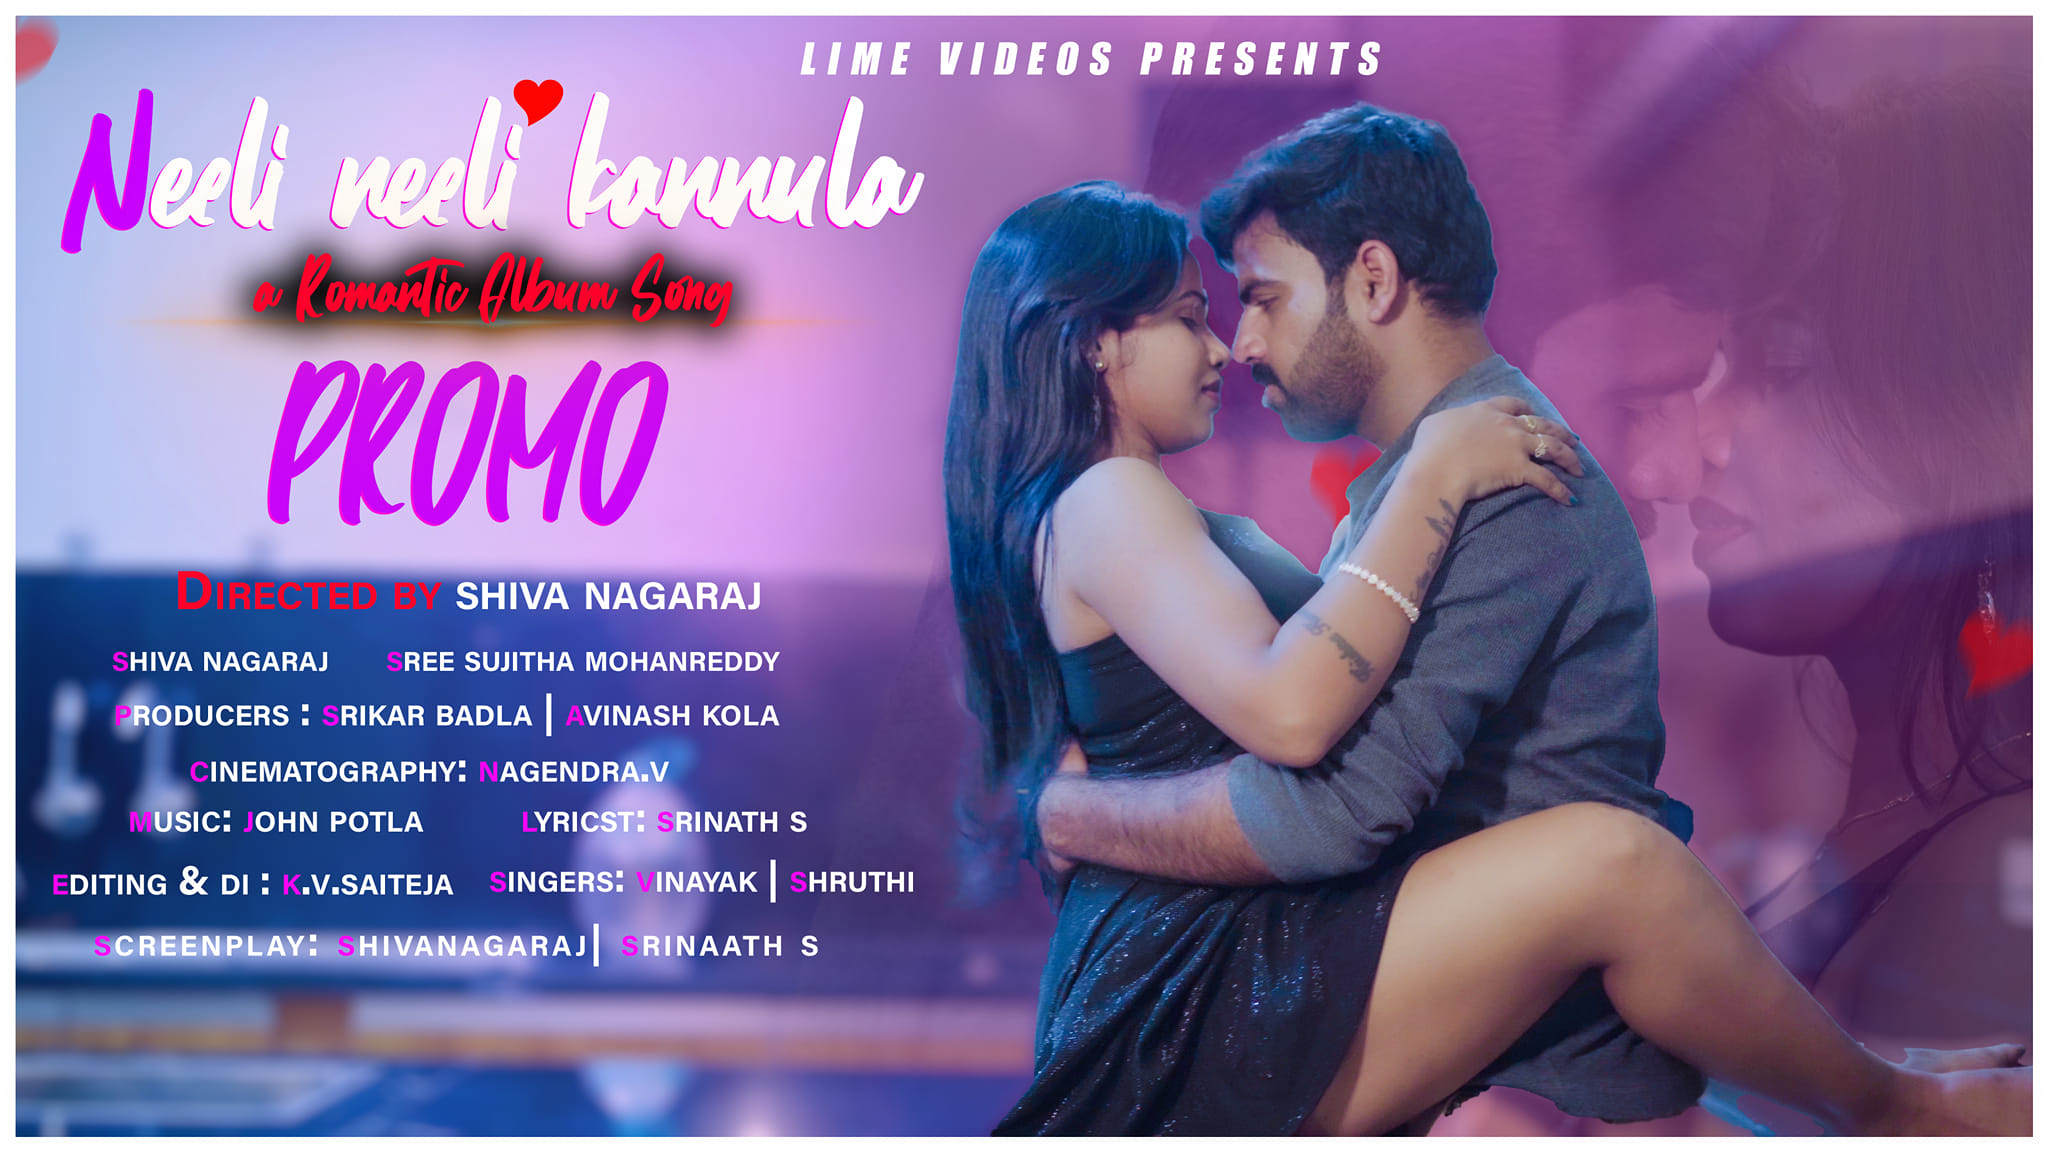 LIME VIDEOS PRESENTS
Neeli neeli kannula
a Romantic Album Song
PROMO
DIRECTED BY SHIVA NAGARAJ
SHIVA NAGARAJ SREE SUJITHA MOHANREDDY
PRODUCERS : SRIKAR BADLA | AVINASH KOLA
CINEMATOGRAPHY: NAGENDRA.V
MUSIC: JOHN POTLA LYRICST: SRINATH S
EDITING & DI : K.V.SAITEJA SINGERS: VINAYAK | SHRUTHI
SCREENPLAY: SHIVANAGARAJ| SRINAATH S